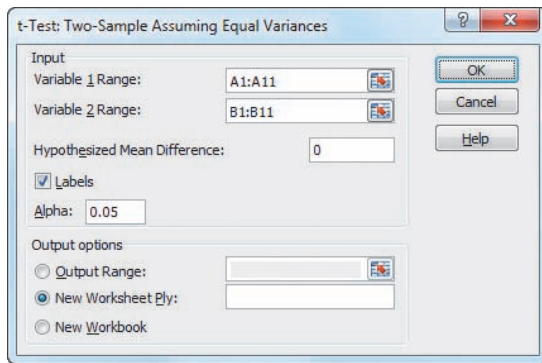 t-Test: Two-Sample Assuming Equal Variances
Input
Variable 1 Range: A1:A11
Variable 2 Range: B1:B11
Hypothesized Mean Difference: 0
Labels
Alpha: 0.05
Output options
Output Range:
New Worksheet Ply:
New Workbook
OK
Cancel
Help